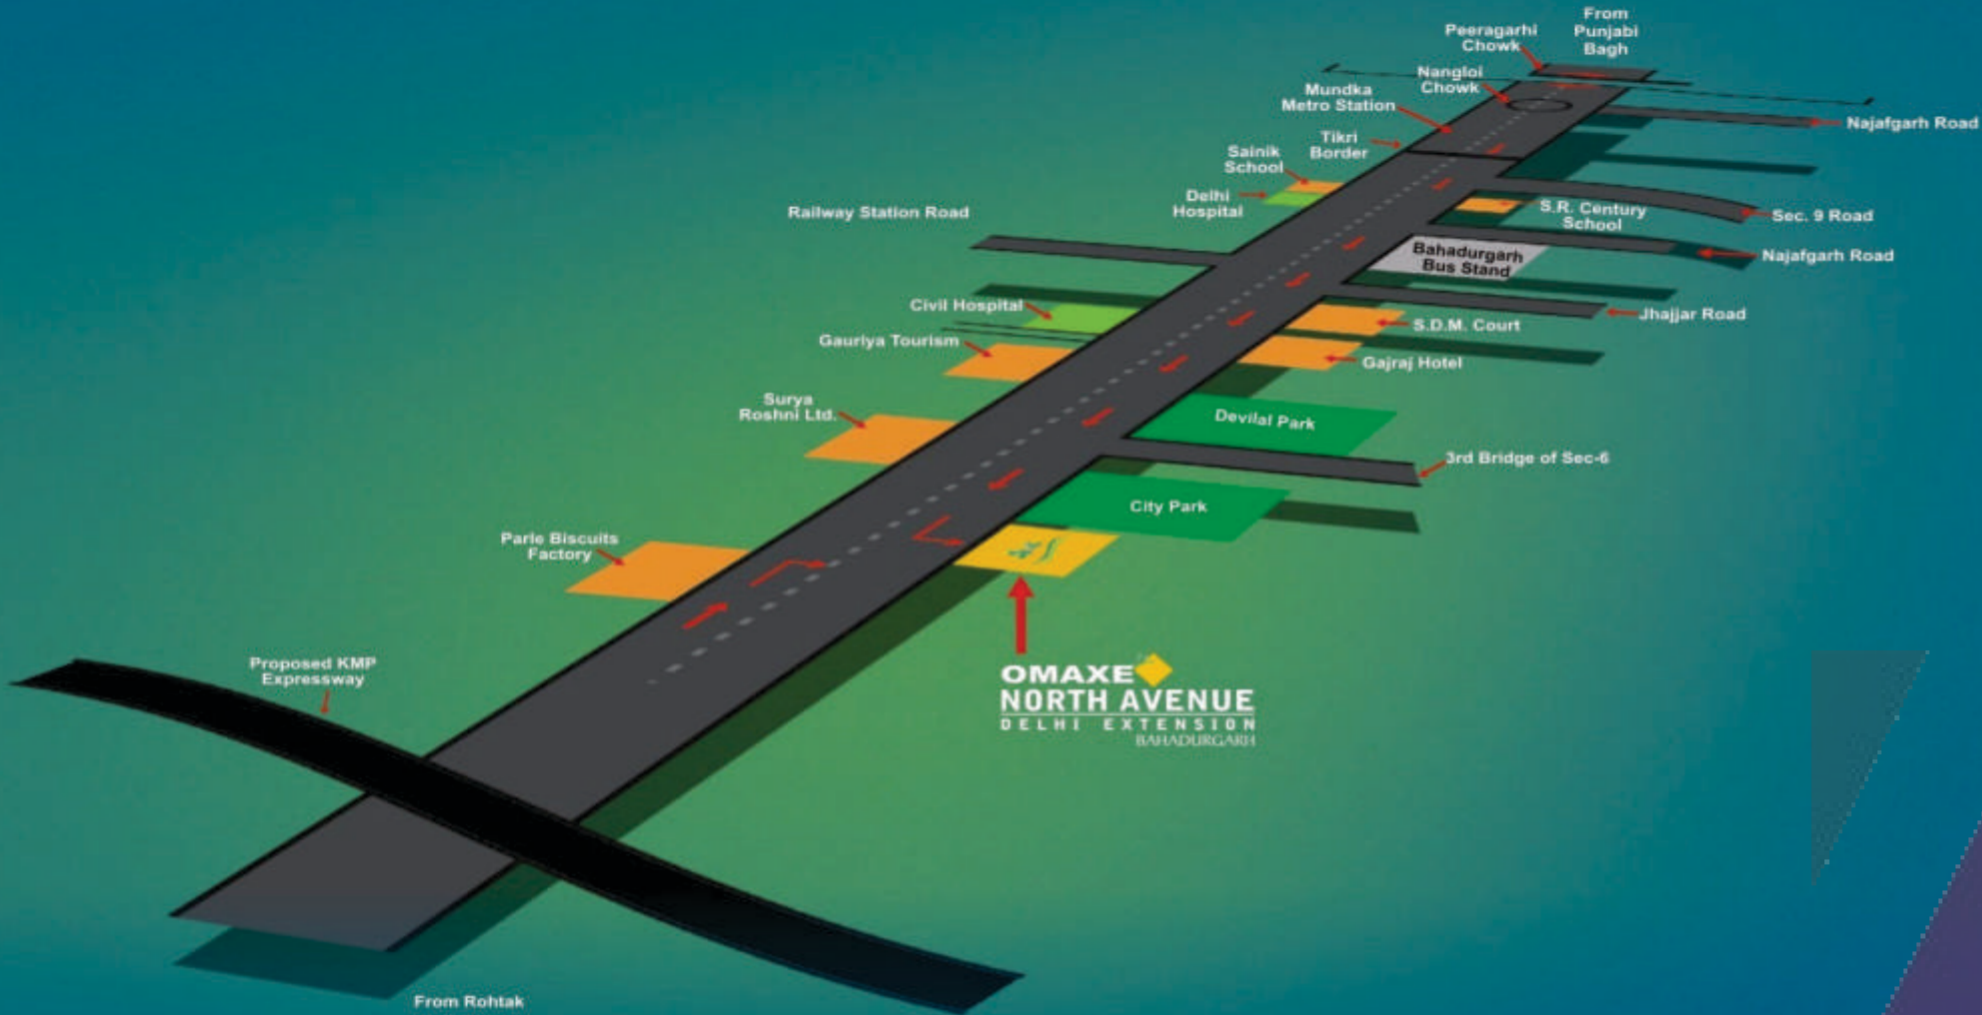 From
Punjabi
Bagh
Peeragarhi
Chowk
Nangloi
Chowk
Mundka
Metro Station
Najafgarh Road
Tikri
Border
Sainik
School
Delhi
Hospital
S.R. Century
School
Sec. 9 Road
Railway Station Road
Bahadurgarh
Bus Stand
Najafgarh Road
Civil Hospital
Jhajjar Road
S.D.M. Court
Gauriya Tourism
Gajraj Hotel
Surya
Roshni Ltd.
Devilal Park
3rd Bridge of Sec-6
City Park
Parle Biscuits
Factory
Proposed KMP
Expressway
OMAXE
NORTH AVENUE
DELHI EXTENSION
BAHADURGARH
From Rohtak